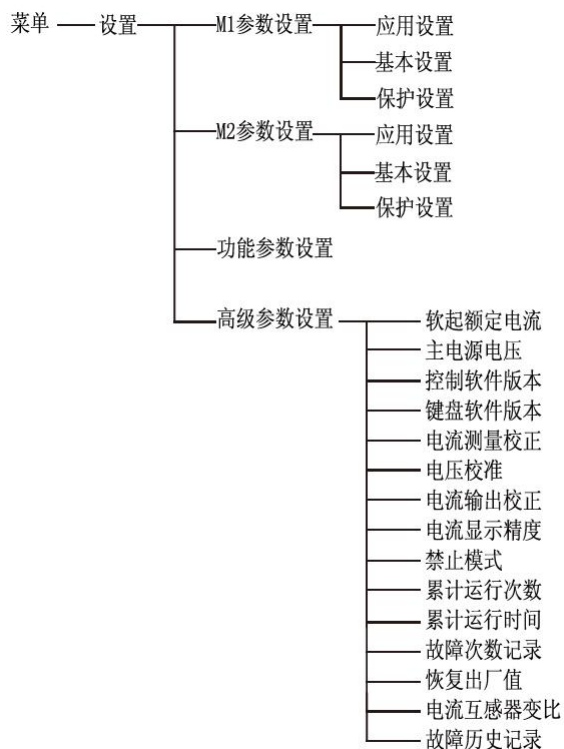 菜单 设置 M1参数设置 应用设置
基本设置
保护设置
M2参数设置 应用设置
基本设置
保护设置
功能参数设置
高级参数设置 软起额定电流
主电源电压
控制软件版本
键盘软件版本
电流测量校正
电压校准
电流输出校正
电流显示精度
禁止模式
累计运行次数
累计运行时间
故障次数记录
恢复出厂值
电流互感器变比
故障历史记录